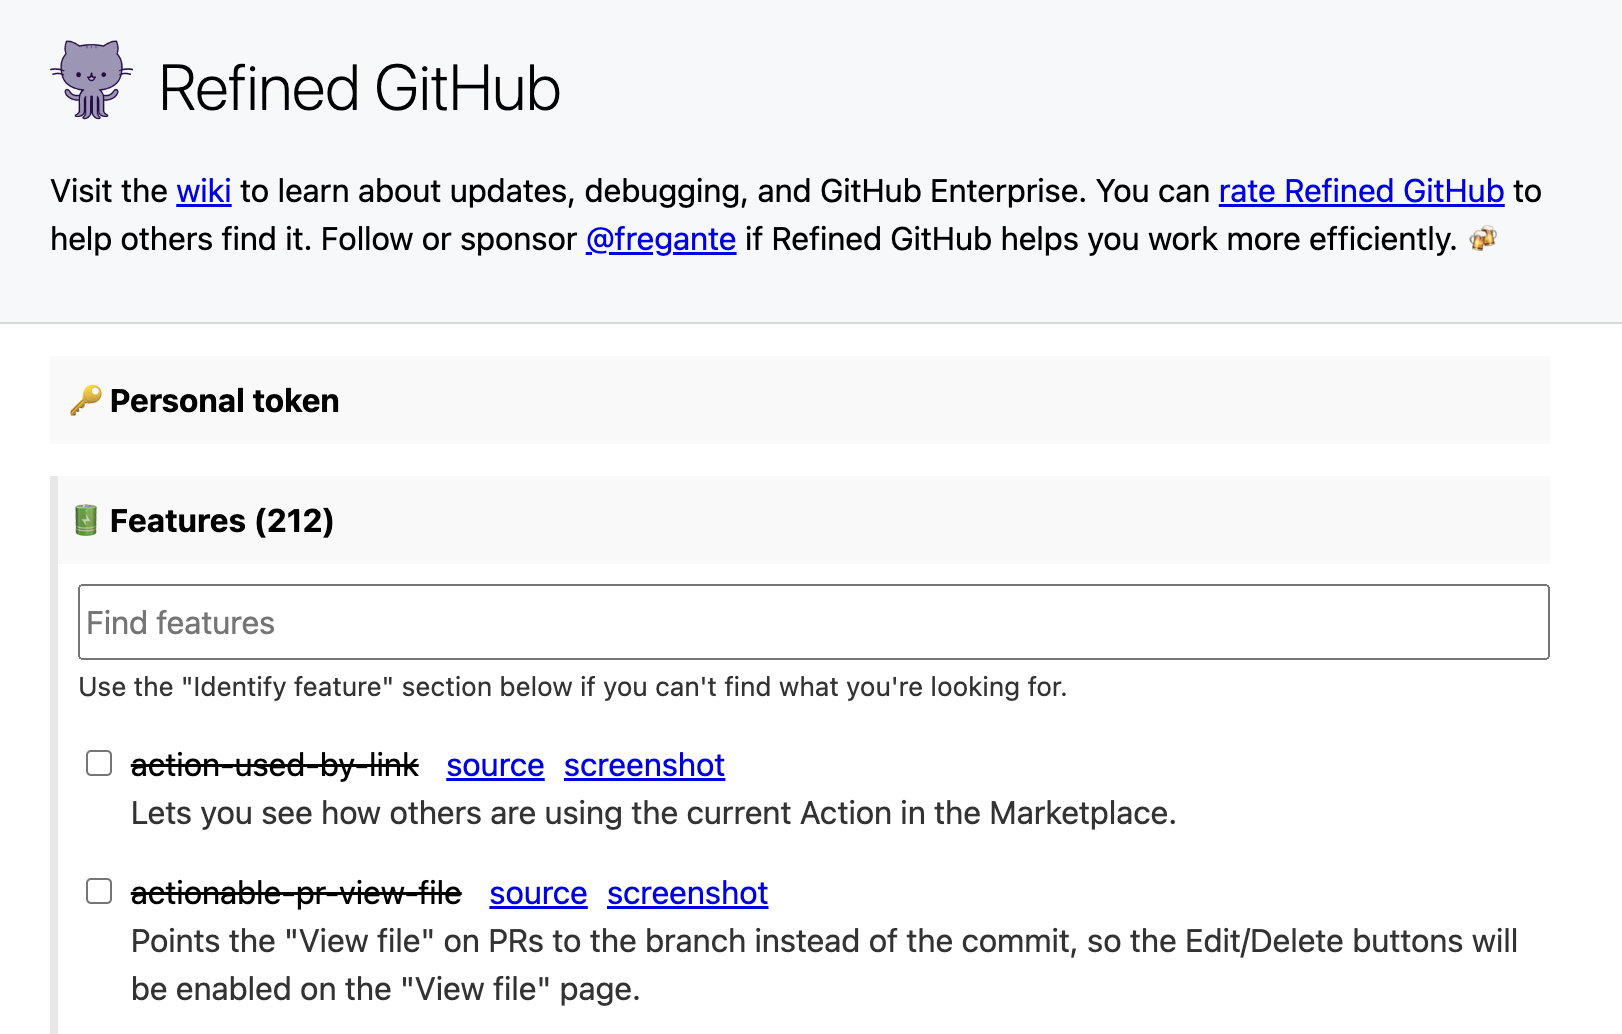 Refined GitHub
Visit the wiki to learn about updates, debugging, and GitHub Enterprise. You can rate Refined GitHub to
help others find it. Follow or sponsor @fregante if Refined GitHub helps you work more efficiently. 🍻
🔑 Personal token
🔋 Features (212)
Find features
Use the "Identify feature" section below if you can't find what you're looking for.
action-used-by-link source screenshot
Lets you see how others are using the current Action in the Marketplace.
actionable-pr-view-file source screenshot
Points the "View file" on PRs to the branch instead of the commit, so the Edit/Delete buttons will
be enabled on the "View file" page.